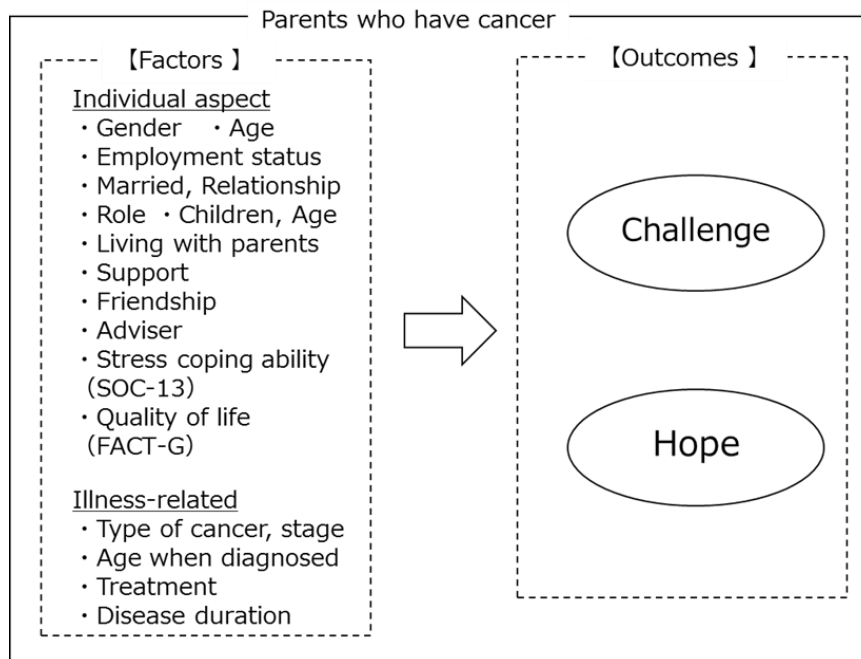 Parents who have cancer
【Factors 】
Individual aspect
・Gender ・Age
・Employment status
・Married, Relationship
・Role ・Children, Age
・Living with parents
・Support
・Friendship
・Adviser
・Stress coping ability
(SOC-13)
・Quality of life
(FACT-G)
Illness-related
・Type of cancer, stage
・Age when diagnosed
・Treatment
・Disease duration
【Outcomes 】
Challenge
Hope